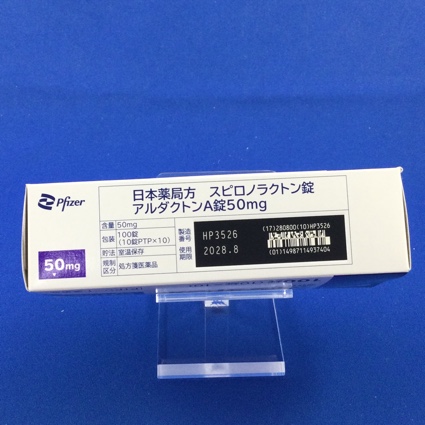 Pfizer
日本薬局方 スピロノラクトン錠
アルダクトンA錠50mg
含量 50mg
包装 100錠
(10錠PTP×10)
貯法 室温保存
規制区分 処方箋医薬品
製造番号 HP3526
使用期限 2028.8
(17)280800(10)HP3526
(01)14987114937404
50mg